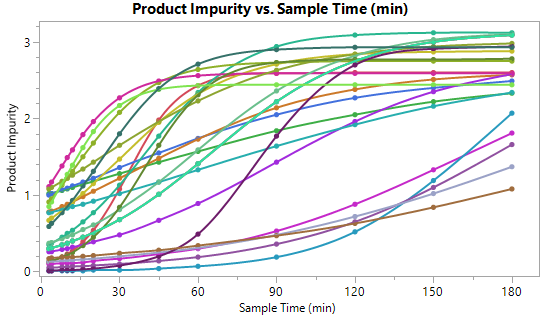 Product Impurity vs. Sample Time (min)
Product Impurity
3
2
1
0
0 30 60 90 120 150 180
Sample Time (min)